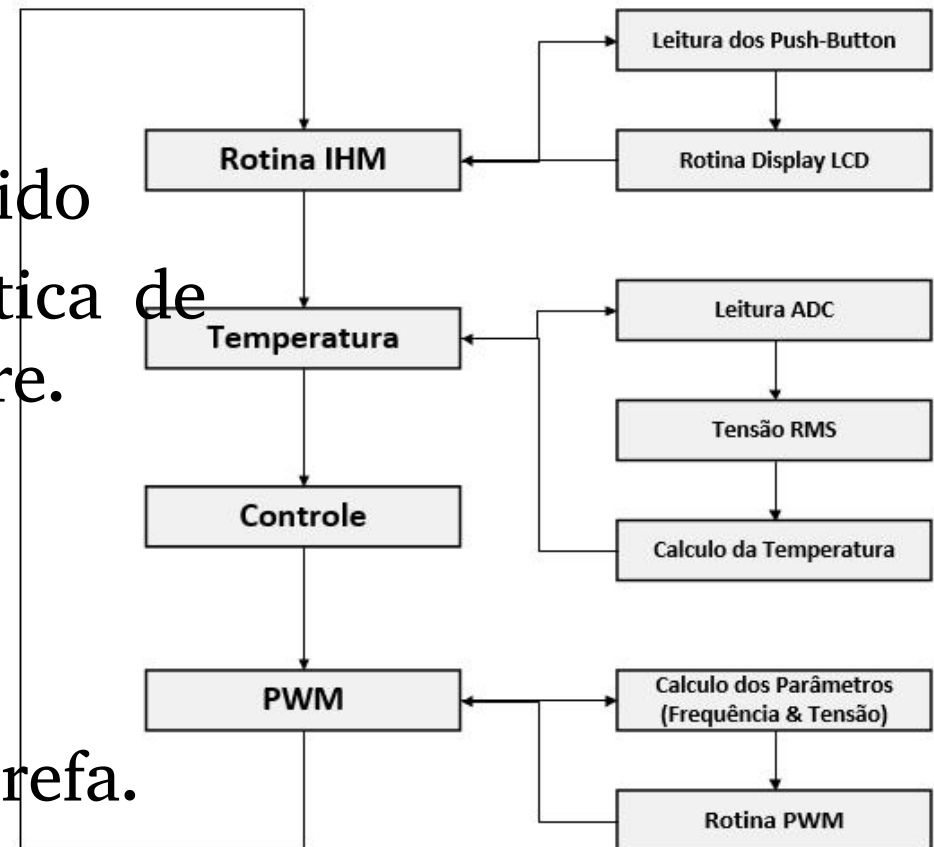 Leitura dos Push-Button
Rotina IHM
Rotina Display LCD
ido
tica de
re.
Leitura ADC
Temperatura
Tensão RMS
Controle
Calculo da Temperatura
PWM
Calculo dos Parâmetros
(Frequência & Tensão)
refa.
Rotina PWM